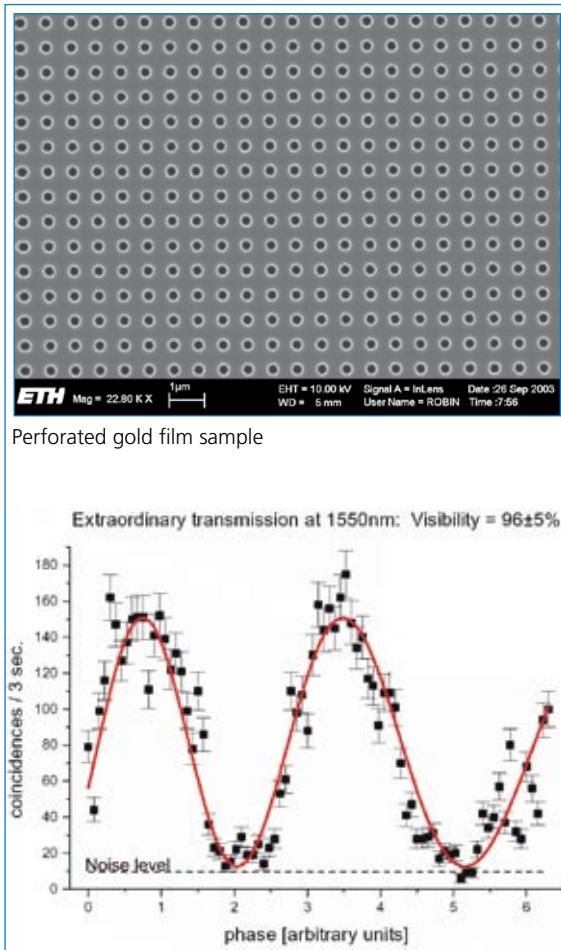 ETH Mag = 22.80 K X 1µm EHT = 10.00 kV Signal A = InLens Date :26 Sep 2003
WD = 5 mm User Name = ROBIN Time :7:56
Perforated gold film sample
Extraordinary transmission at 1550nm: Visibility = 96±5%
coincidences / 3 sec.
180
160
140
120
100
80
60
40
20
0
Noise level
0 1 2 3 4 5 6
phase [arbitrary units]